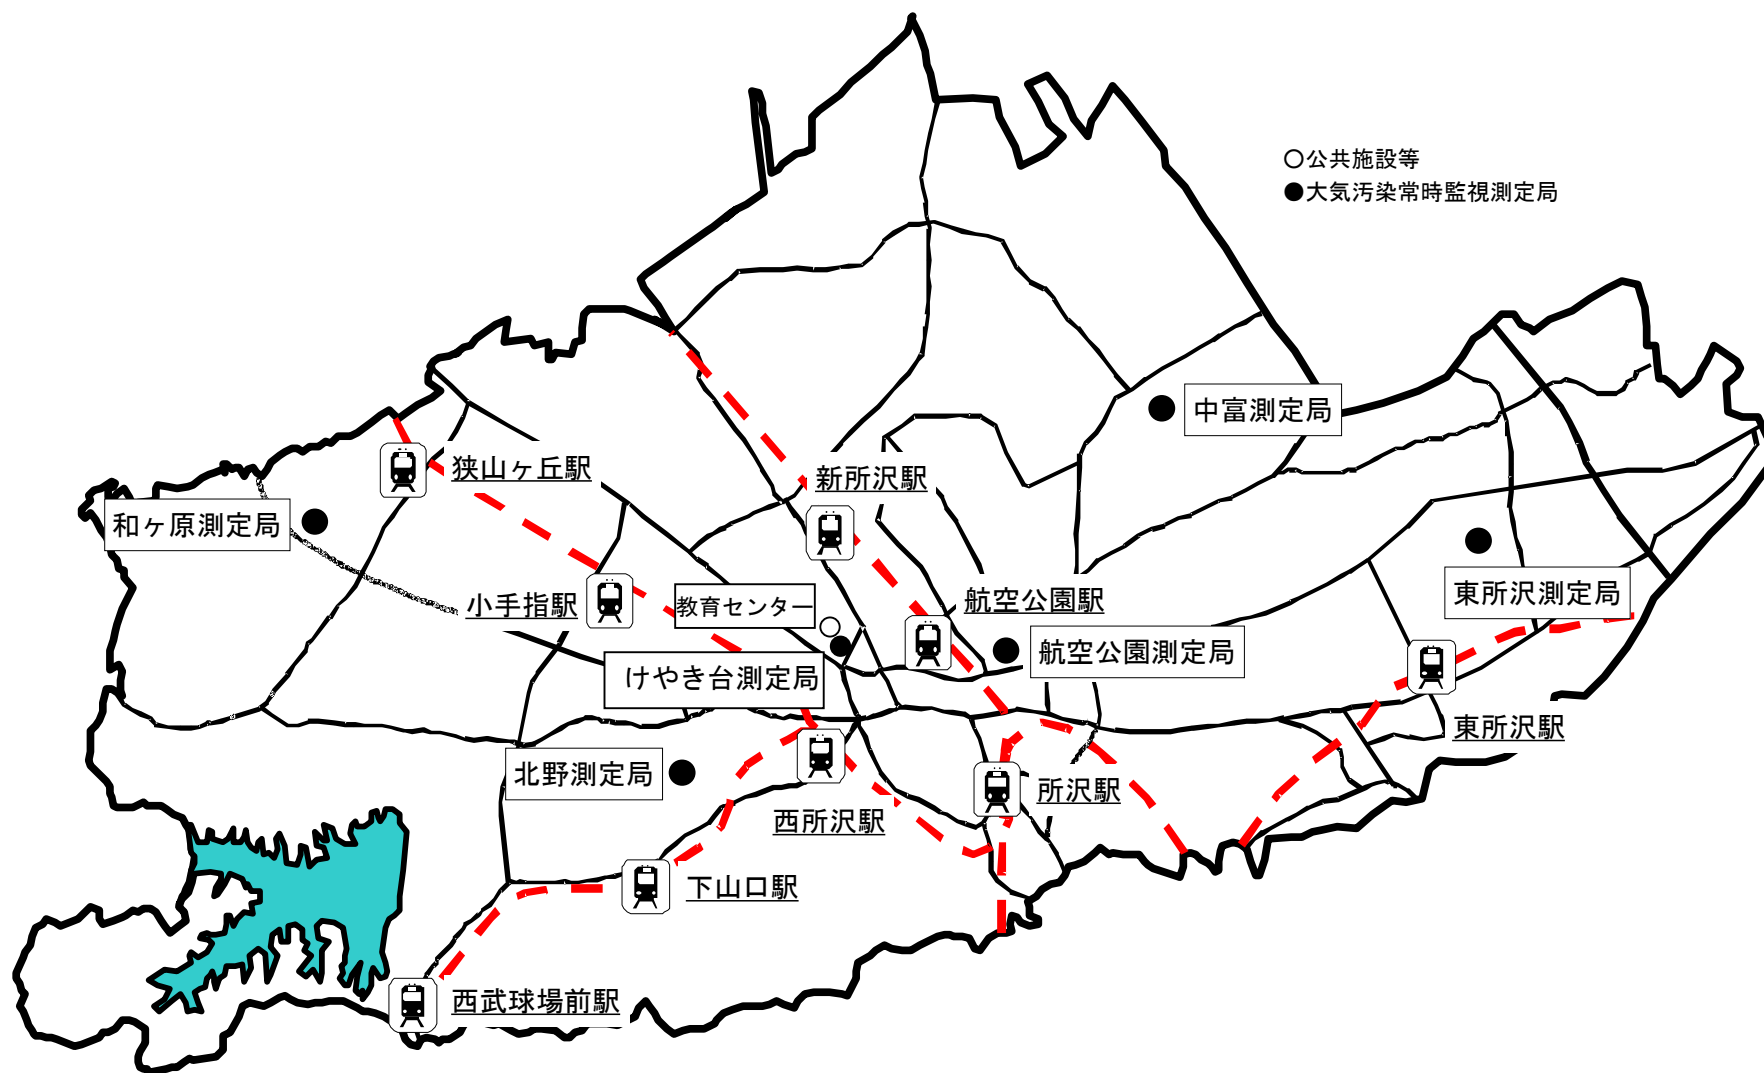 ○公共施設等
●大気汚染常時監視測定局
中富測定局
狭山ヶ丘駅
新所沢駅
和ヶ原測定局
東所沢測定局
小手指駅
教育センター
航空公園駅
航空公園測定局
けやき台測定局
東所沢駅
北野測定局
所沢駅
西所沢駅
下山口駅
西武球場前駅